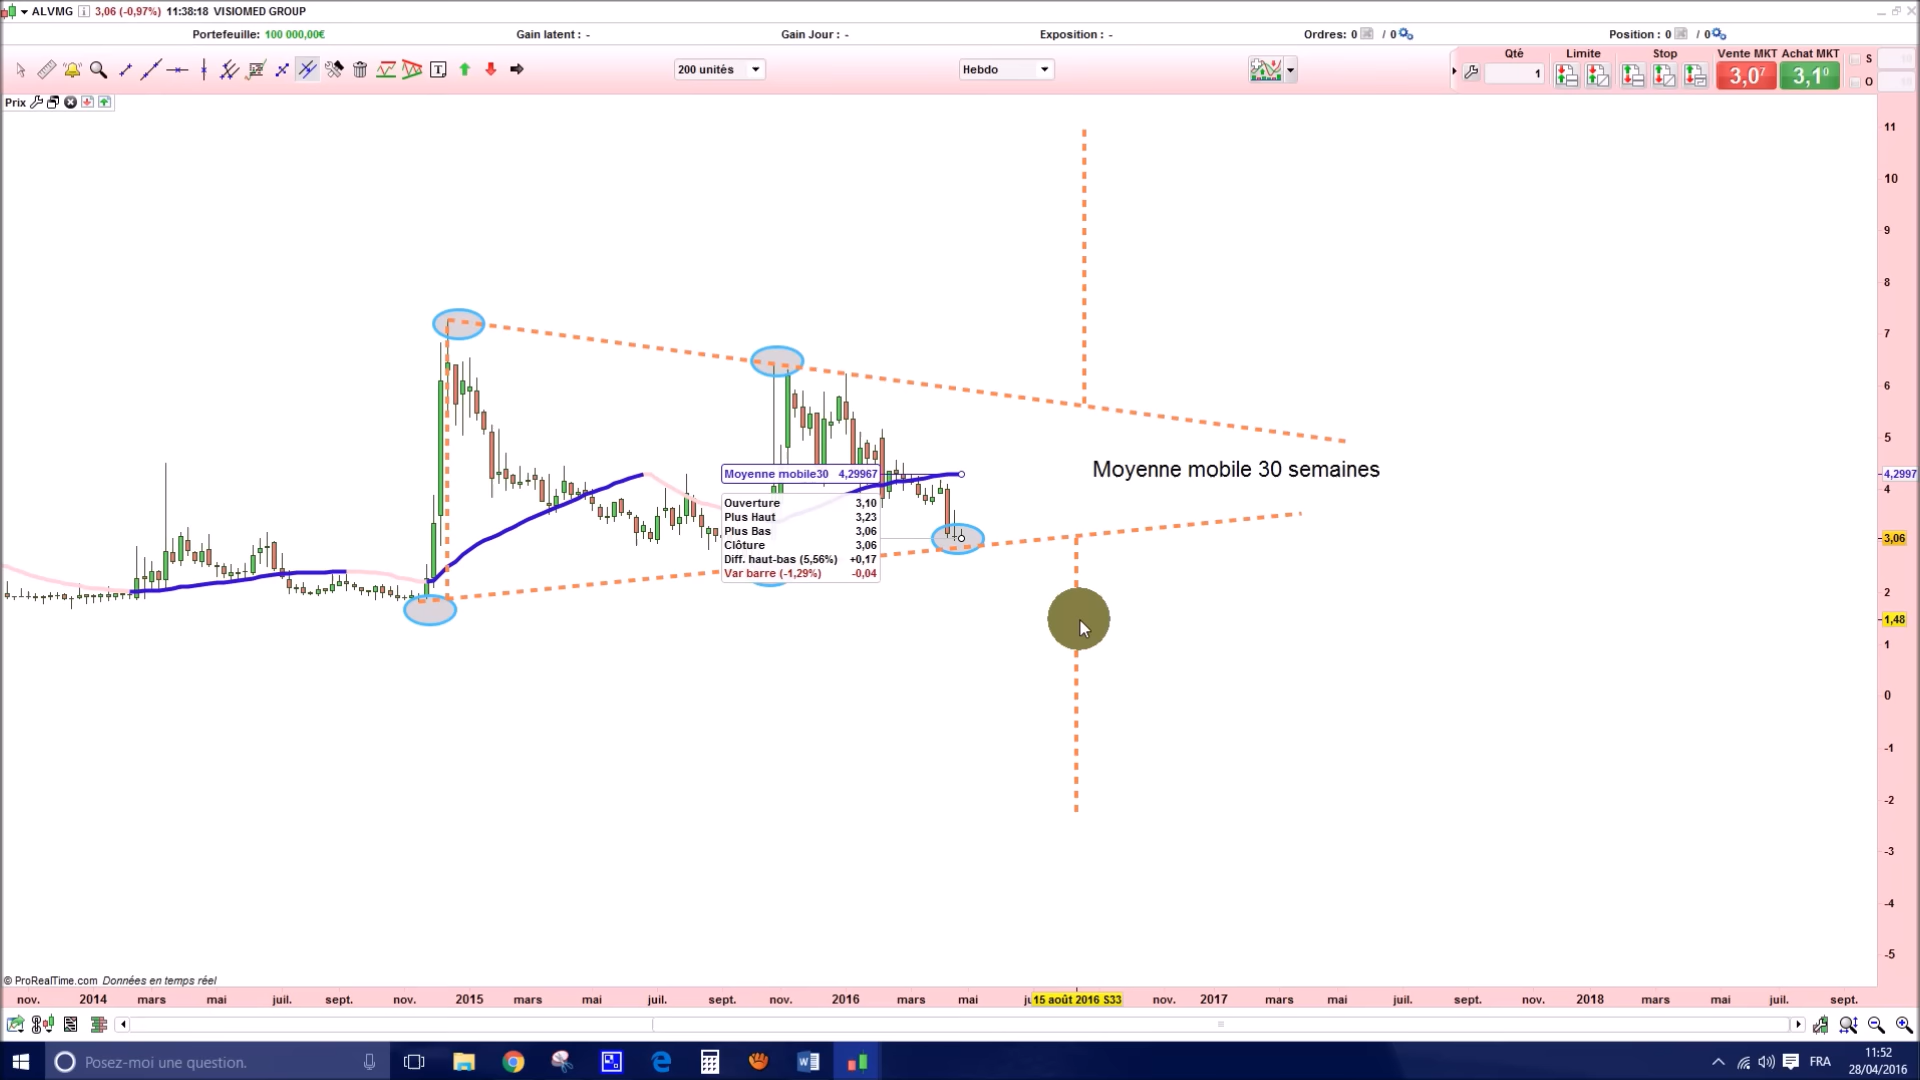 ALVMG 3,06 (-0,97%) 11:38:18 VISIOMED GROUP
Portefeuille: 100 000,00€ Gain latent : - Gain Jour : - Exposition : - Ordres: 0 / 0 Position : 0 / 0
200 unités Hebdo Qté 1 Limite Stop Vente MKT 3,0⁷ Achat MKT 3,1⁰ S O
Prix
11
10
9
8
7
6
5
Moyenne mobile 30 semaines
Moyenne mobile30 4,29967
4,2997
4
Ouverture 3,10
Plus Haut 3,23
Plus Bas 3,06
3,06
Clôture 3,06
Diff. haut-bas (5,56%) +0,17
Var barre (-1,29%) -0,04
2
1,48
1
0
-1
-2
-3
-4
-5
© ProRealTime.com Données en temps réel
nov. 2014 mars mai juil. sept. nov. 2015 mars mai juil. sept. nov. 2016 mars mai 15 août 2016 S33 nov. 2017 mars mai juil. sept. nov. 2018 mars mai juil. sept.
Posez-moi une question. FRA 11:52
28/04/2016